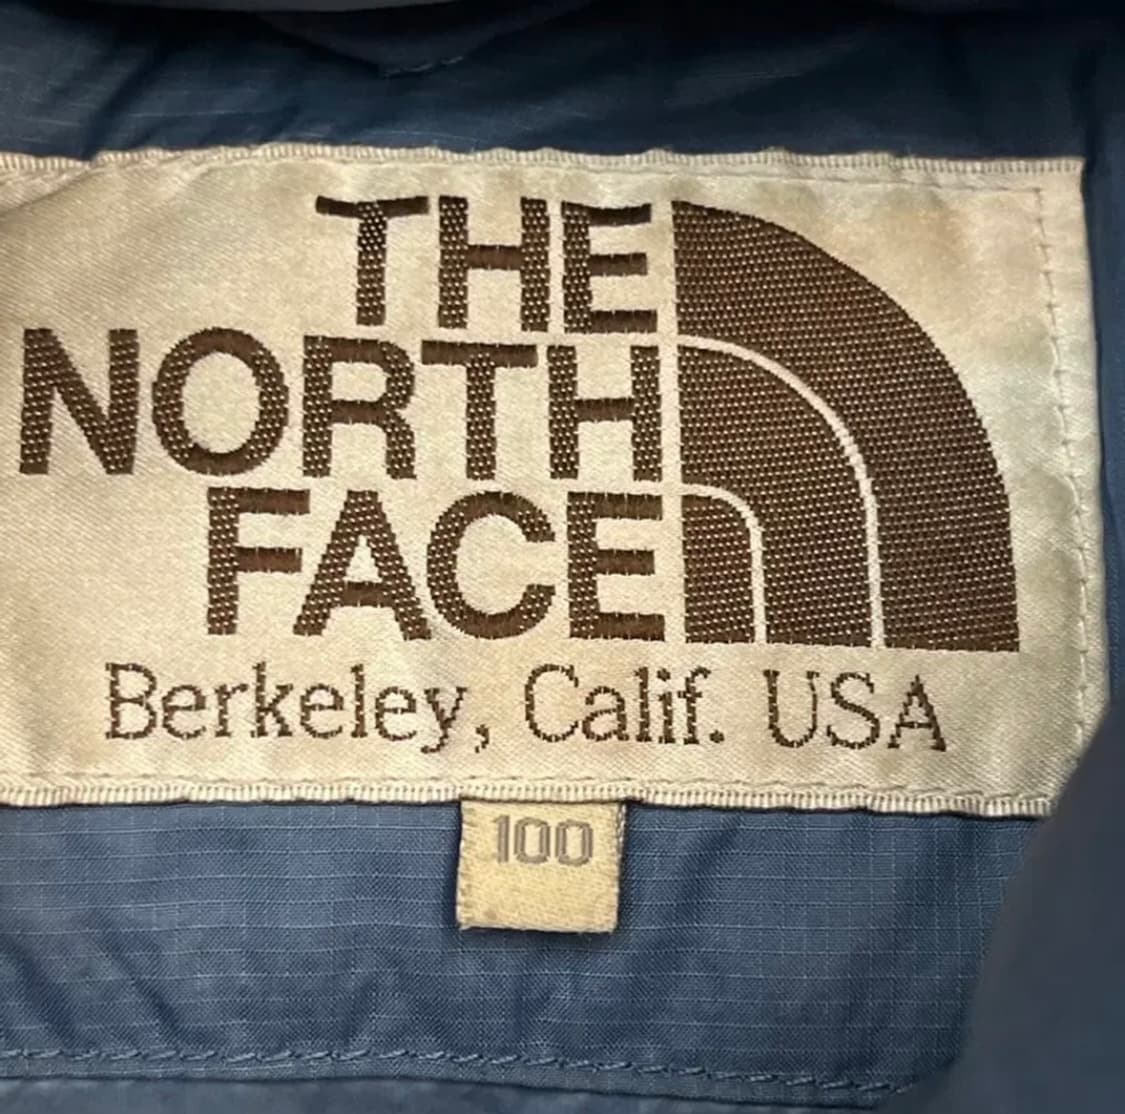 THE
NORTH
FACE
Berkeley, Calif. USA
100